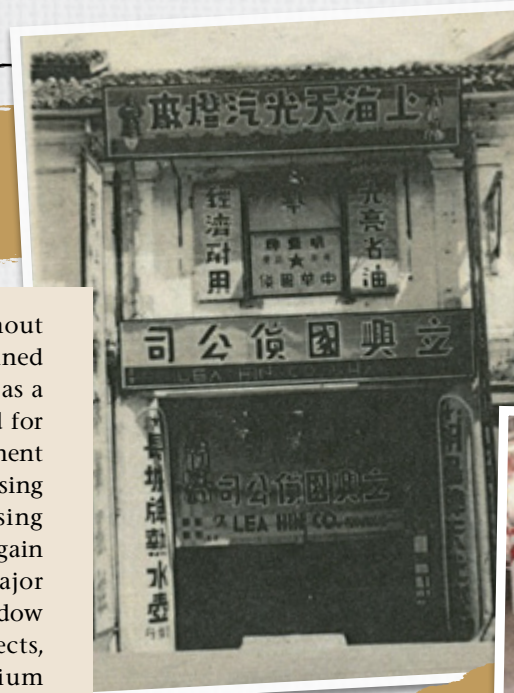 上海天光汽燈廠
光亮省油
經濟耐用
中華國貨
立興國貨公司
LEA HIN CO.
立興國貨公司
LEA HIN CO.
長城牌熱水壺
hout
ined
as a
d for
ment
sing
sing
gain
ajor
dow
ects,
ium